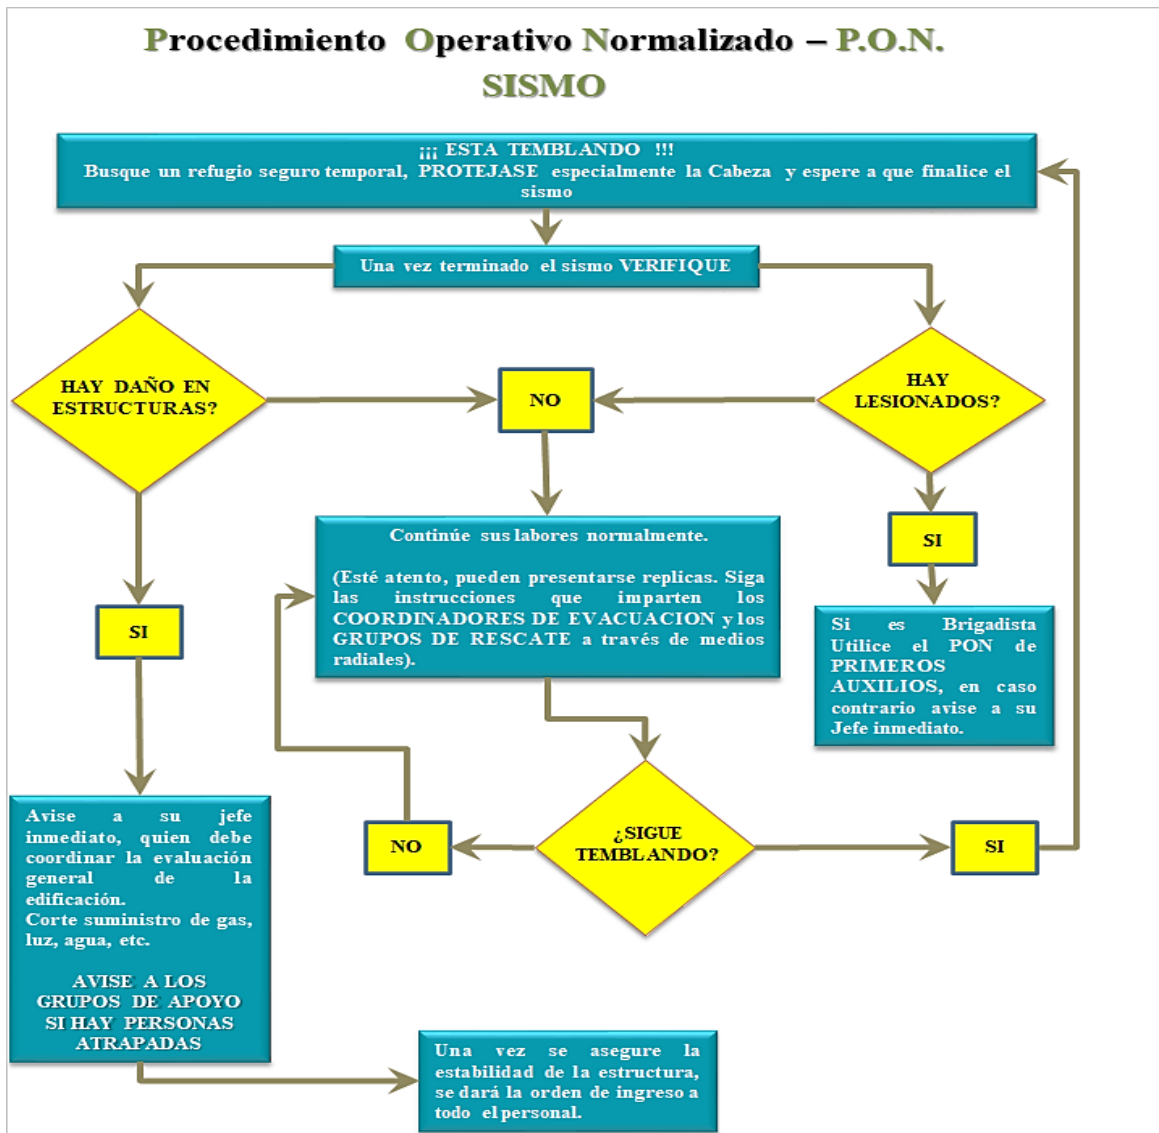 Procedimiento Operativo Normalizado – P.O.N.
SISMO
¡¡¡ ESTA TEMBLANDO !!!
Busque un refugio seguro temporal, PROTEJASE especialmente la Cabeza y espere a que finalice el
sismo
Una vez terminado el sismo VERIFIQUE
HAY DAÑO EN
ESTRUCTURAS?
NO
HAY
LESIONADOS?
SI
Continúe sus labores normalmente.
(Esté atento, pueden presentarse replicas. Siga
las instrucciones que imparten los
COORDINADORES DE EVACUACION y los
GRUPOS DE RESCATE a través de medios
radiales).
SI
Si es Brigadista
Utilice el PON de
PRIMEROS
AUXILIOS, en caso
contrario avise a su
Jefe inmediato.
Avise a su jefe
inmediato, quien debe
coordinar la evaluación
general de la
edificación.
Corte suministro de gas,
luz, agua, etc.
AVISE A LOS
GRUPOS DE APOYO
SI HAY PERSONAS
ATRAPADAS
NO
¿SIGUE
TEMBLANDO?
SI
Una vez se asegure la
estabilidad de la estructura,
se dará la orden de ingreso a
todo el personal.